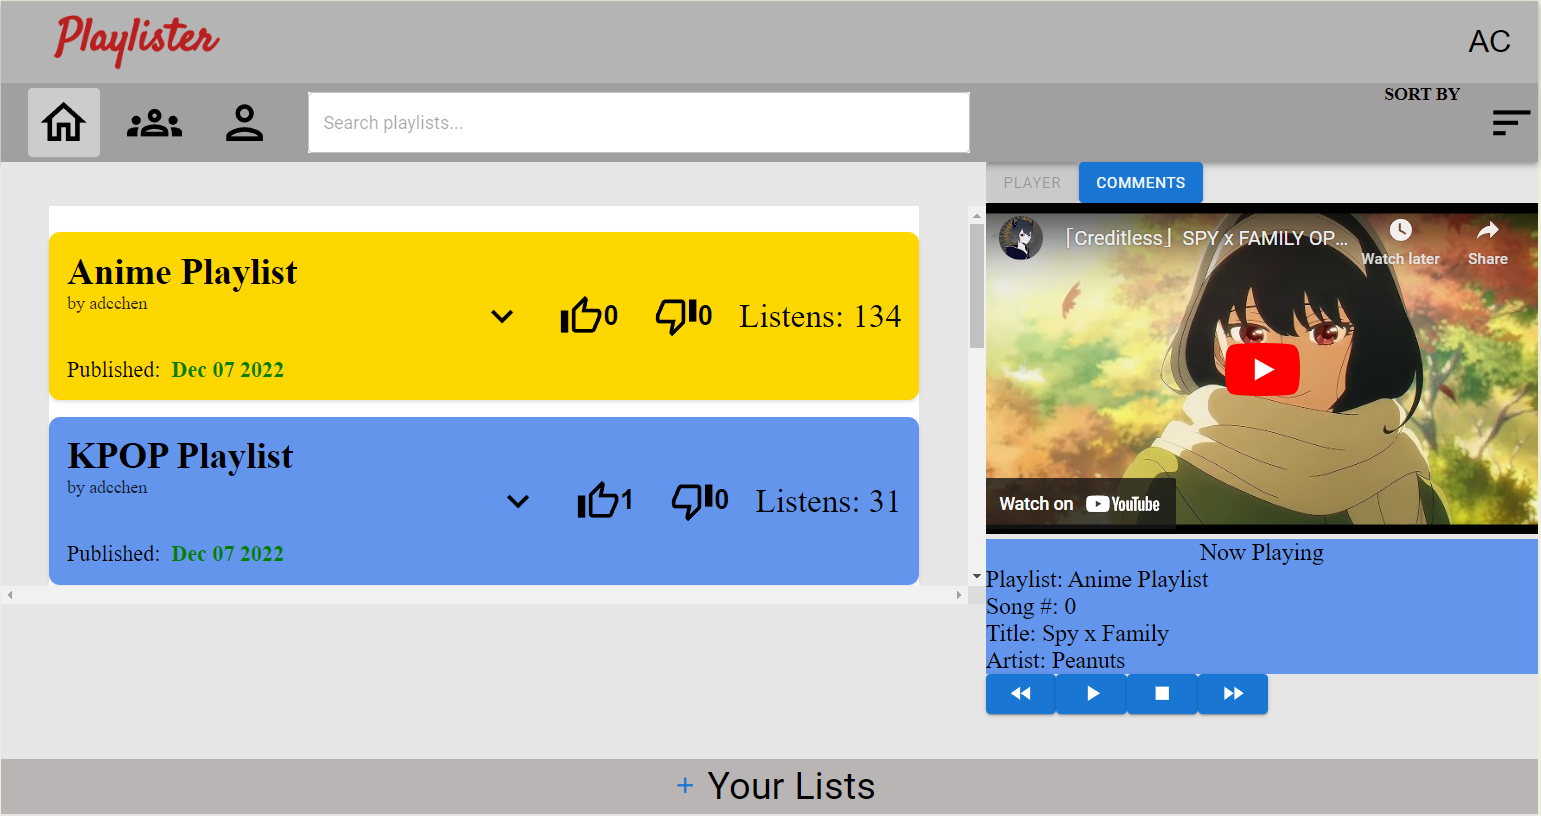 Playlister
AC
Search playlists...
SORT BY
PLAYER
COMMENTS
Anime Playlist
by adcchen
0
0
Listens: 134
Published: Dec 07 2022
KPOP Playlist
by adcchen
1
0
Listens: 31
Published: Dec 07 2022
「Creditless」SPY x FAMILY OP...
Watch later
Share
Watch on YouTube
Now Playing
Playlist: Anime Playlist
Song #: 0
Title: Spy x Family
Artist: Peanuts
+ Your Lists